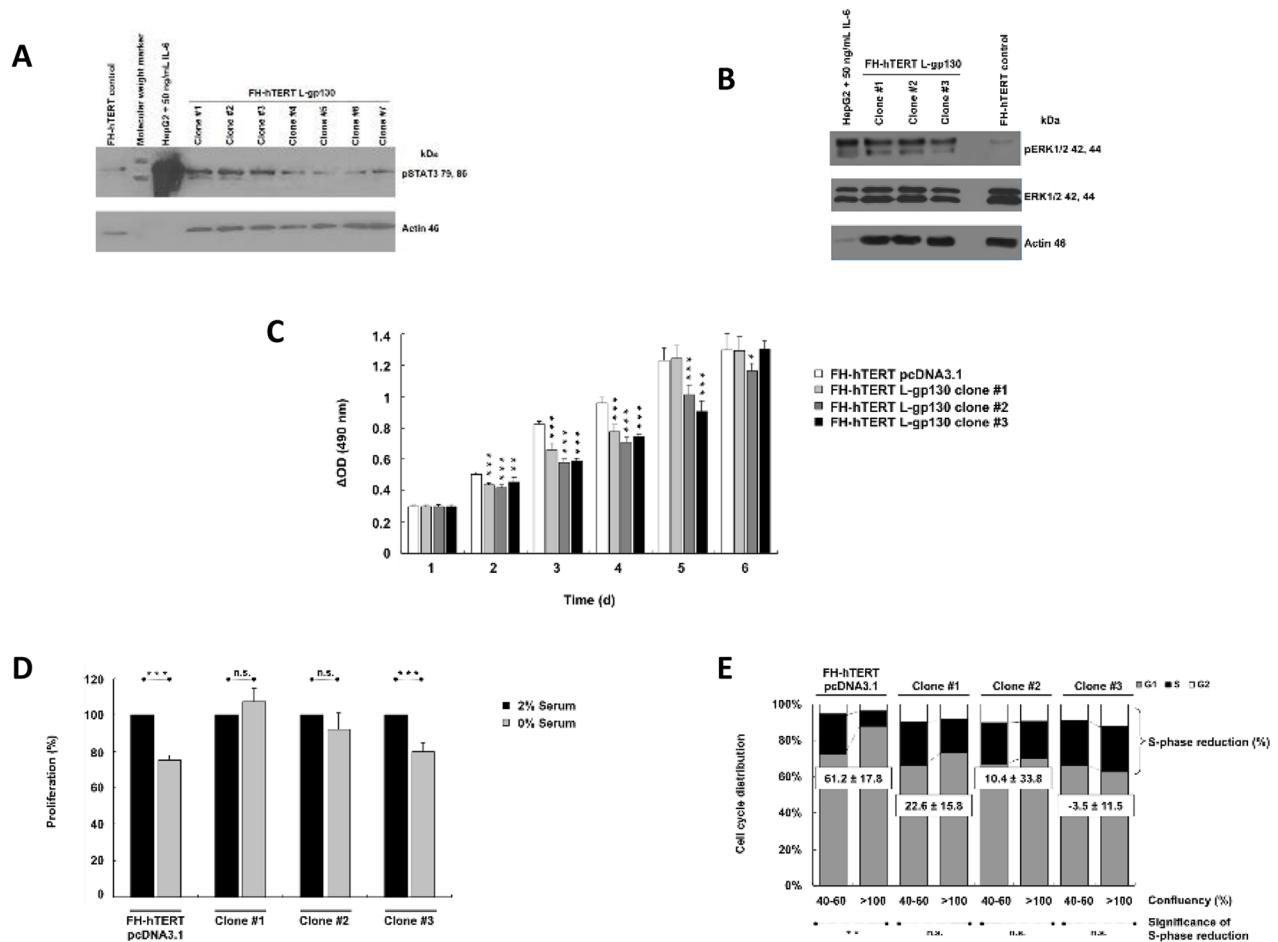 A
FH-hTERT control
Molecular weight marker
HepG2 + 50 ng/mL IL-6
FH-hTERT L-gp130
Clone #1
Clone #2
Clone #3
Clone #4
Clone #5
Clone #6
Clone #7
kDa
pSTAT3 79, 86
Actin 46
B
HepG2 + 50 ng/mL IL-6
FH-hTERT L-gp130
Clone #1
Clone #2
Clone #3
FH-hTERT control
kDa
pERK1/2 42, 44
ERK1/2 42, 44
Actin 46
C
ΔOD (490 nm)
1.4
1.2
1
0.8
0.6
0.4
0.2
0
***
***
***
***
***
***
***
***
***
***
***
*
1
2
3
4
5
6
Time (d)
FH-hTERT pcDNA3.1
FH-hTERT L-gp130 clone #1
FH-hTERT L-gp130 clone #2
FH-hTERT L-gp130 clone #3
D
Proliferation (%)
120
100
80
60
40
20
0
***
n.s.
n.s.
***
2% Serum
0% Serum
FH-hTERT
pcDNA3.1
Clone #1
Clone #2
Clone #3
E
FH-hTERT
pcDNA3.1
Clone #1
Clone #2
Clone #3
G1
S
G2
Cell cycle distribution
100%
80%
60%
40%
20%
0%
S-phase reduction (%)
61.2 ± 17.8
22.6 ± 15.8
10.4 ± 33.8
-3.5 ± 11.5
40-60 >100 40-60 >100 40-60 >100 40-60 >100 Confluency (%)
** n.s. n.s. n.s.
Significance of
S-phase reduction